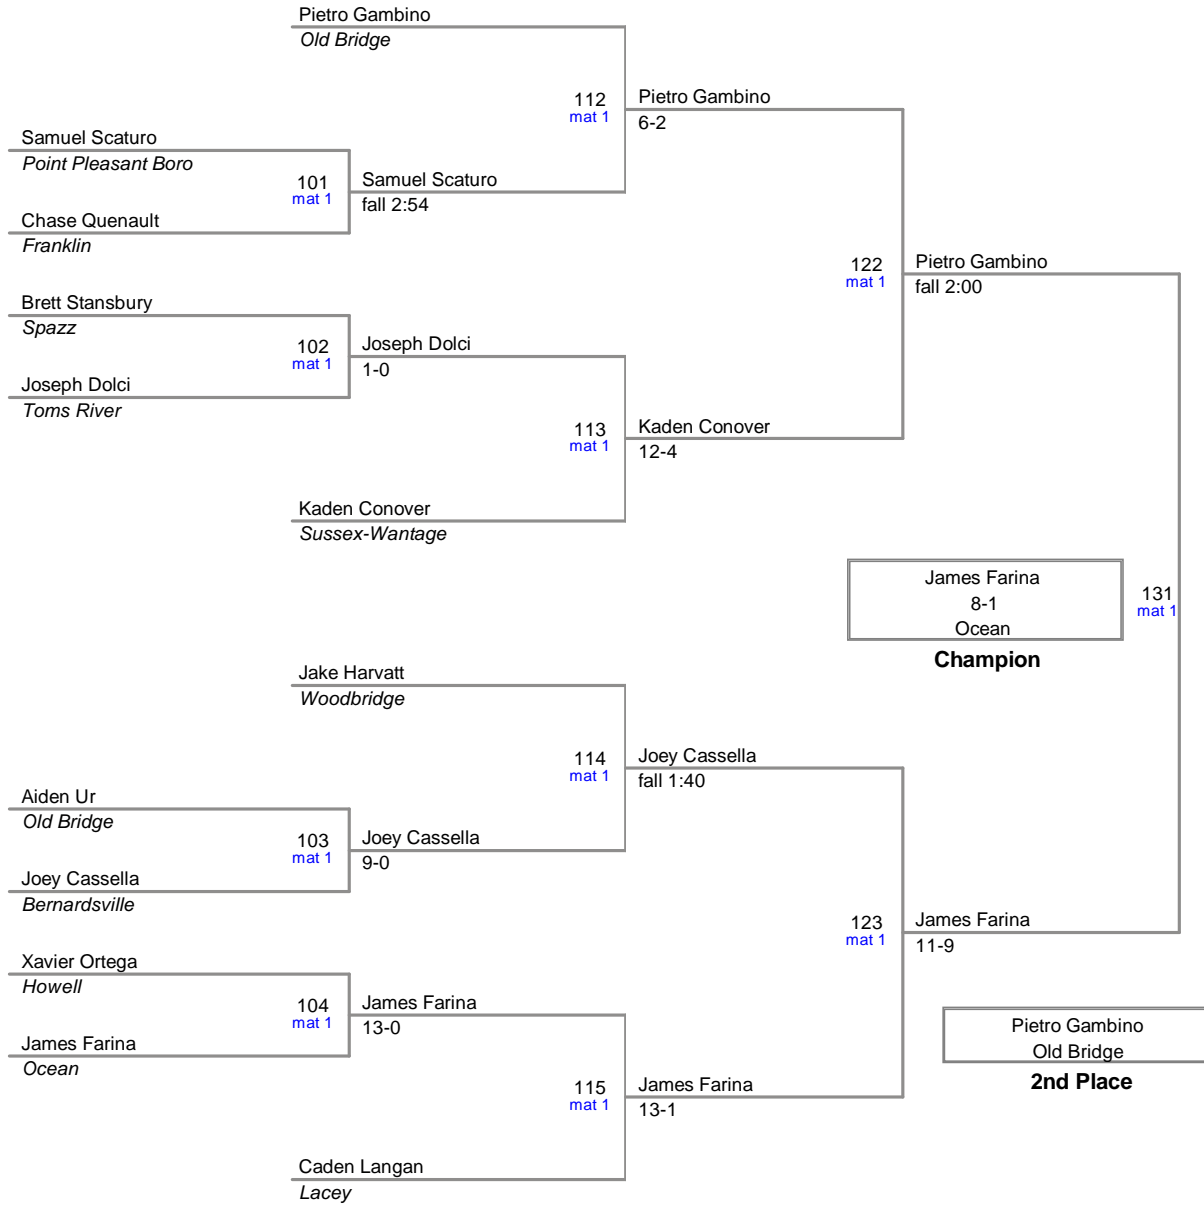 Pietro Gambino
Old Bridge
112
mat 1
Pietro Gambino
6-2
Samuel Scaturo
Point Pleasant Boro
101
mat 1
Samuel Scaturo
fall 2:54
Chase Quenault
Franklin
122
mat 1
Pietro Gambino
fall 2:00
Brett Stansbury
Spazz
102
mat 1
Joseph Dolci
1-0
Joseph Dolci
Toms River
113
mat 1
Kaden Conover
12-4
Kaden Conover
Sussex-Wantage
James Farina
8-1
Ocean
Champion
131
mat 1
Jake Harvatt
Woodbridge
114
mat 1
Joey Cassella
fall 1:40
Aiden Ur
Old Bridge
103
mat 1
Joey Cassella
9-0
Joey Cassella
Bernardsville
123
mat 1
James Farina
11-9
Xavier Ortega
Howell
104
mat 1
James Farina
13-0
James Farina
Ocean
Pietro Gambino
Old Bridge
2nd Place
115
mat 1
James Farina
13-1
Caden Langan
Lacey